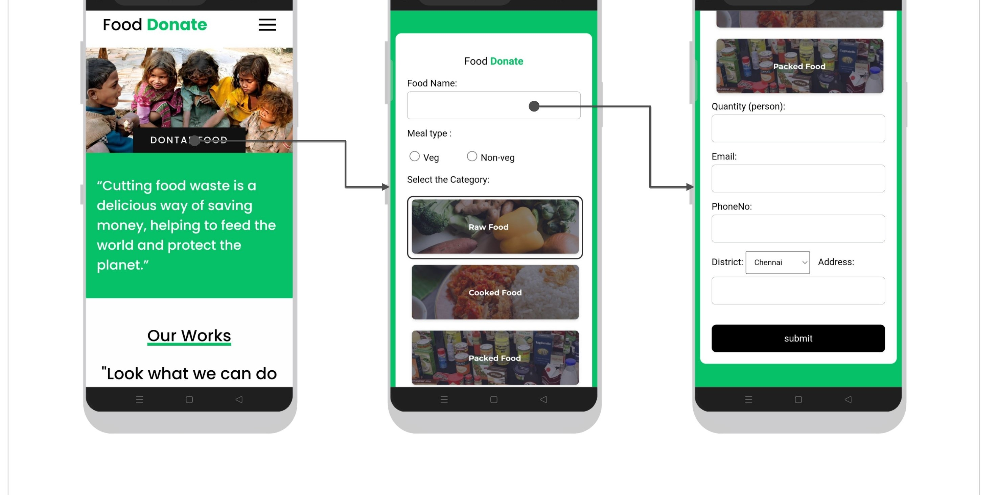 Food Donate
DONTAE FOOD
“Cutting food waste is a
delicious way of saving
money, helping to feed the
world and protect the
planet.”
Our Works
"Look what we can do
Food Donate
Food Name:
Meal type :
Veg Non-veg
Select the Category:
Raw Food
Cooked Food
Packed Food
Packed Food
Quantity (person):
Email:
PhoneNo:
District: Chennai Address:
submit